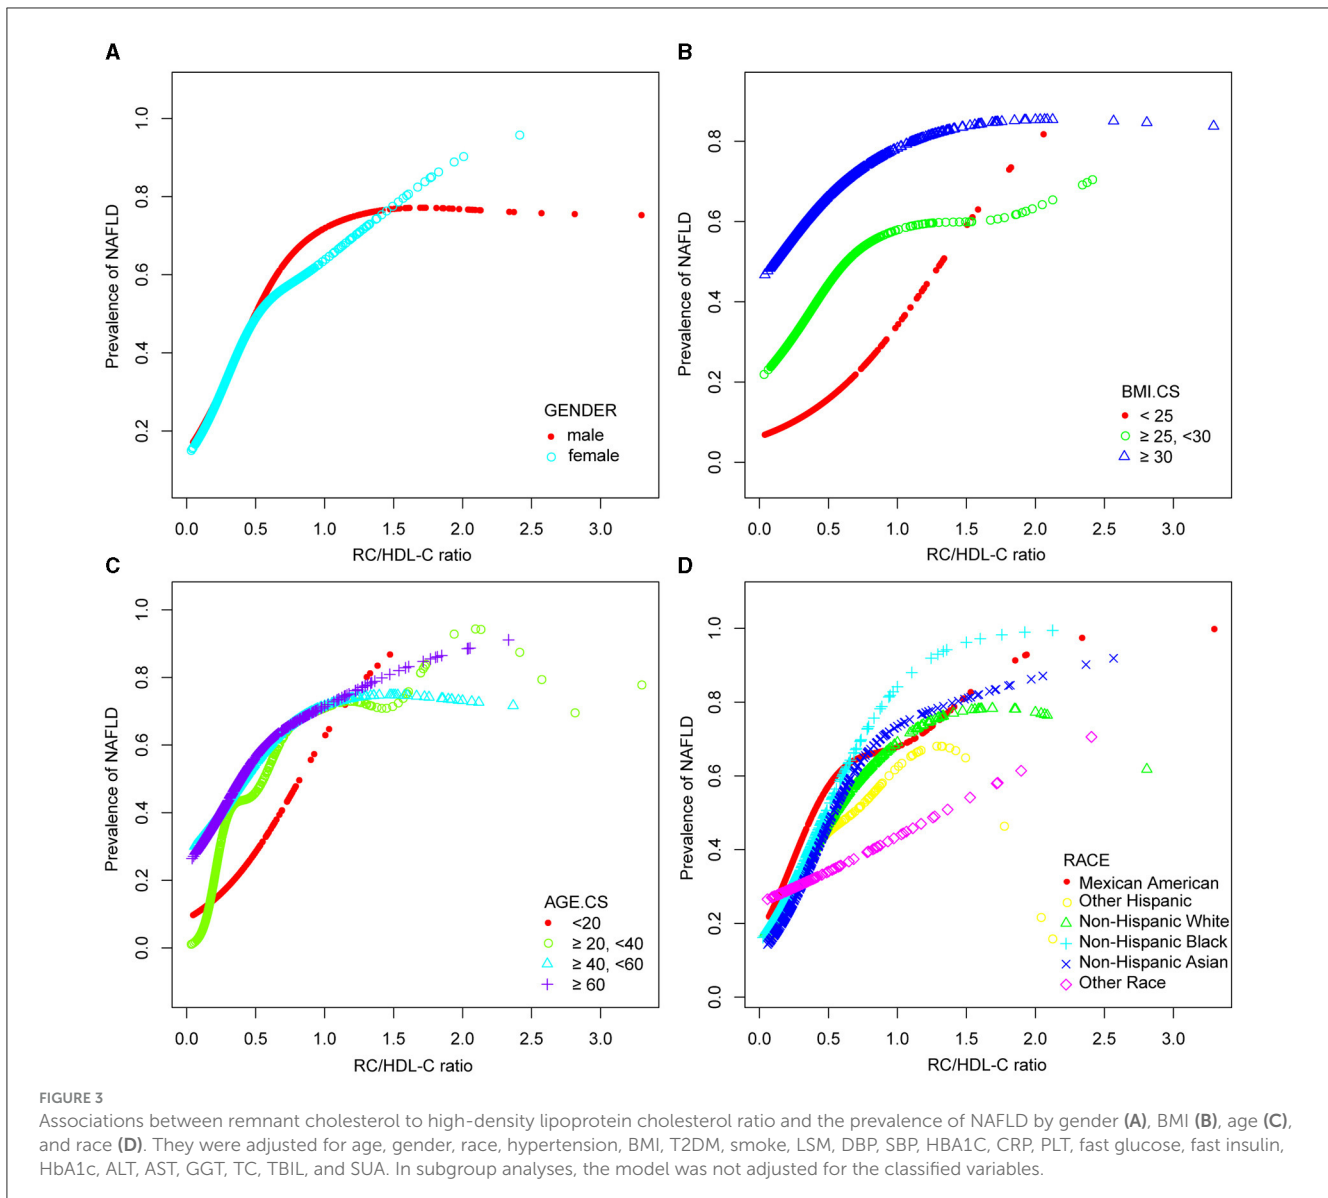 A
Prevalence of NAFLD
1.0
0.8
0.6
0.4
0.2
GENDER
male
female
0.0 0.5 1.0 1.5 2.0 2.5 3.0
RC/HDL-C ratio
B
Prevalence of NAFLD
0.8
0.6
0.4
0.2
0.0
BMI.CS
< 25
≥ 25, <30
≥ 30
0.0 0.5 1.0 1.5 2.0 2.5 3.0
RC/HDL-C ratio
C
Prevalence of NAFLD
1.0
0.8
0.6
0.4
0.2
0.0
AGE.CS
<20
≥ 20, <40
≥ 40, <60
≥ 60
0.0 0.5 1.0 1.5 2.0 2.5 3.0
RC/HDL-C ratio
D
Prevalence of NAFLD
1.0
0.8
0.6
0.4
0.2
0.0
RACE
Mexican American
Other Hispanic
Non-Hispanic White
Non-Hispanic Black
Non-Hispanic Asian
Other Race
0.0 0.5 1.0 1.5 2.0 2.5 3.0
RC/HDL-C ratio
FIGURE 3
Associations between remnant cholesterol to high-density lipoprotein cholesterol ratio and the prevalence of NAFLD by gender (A), BMI (B), age (C),
and race (D). They were adjusted for age, gender, race, hypertension, BMI, T2DM, smoke, LSM, DBP, SBP, HBA1C, CRP, PLT, fast glucose, fast insulin,
HbA1c, ALT, AST, GGT, TC, TBIL, and SUA. In subgroup analyses, the model was not adjusted for the classified variables.